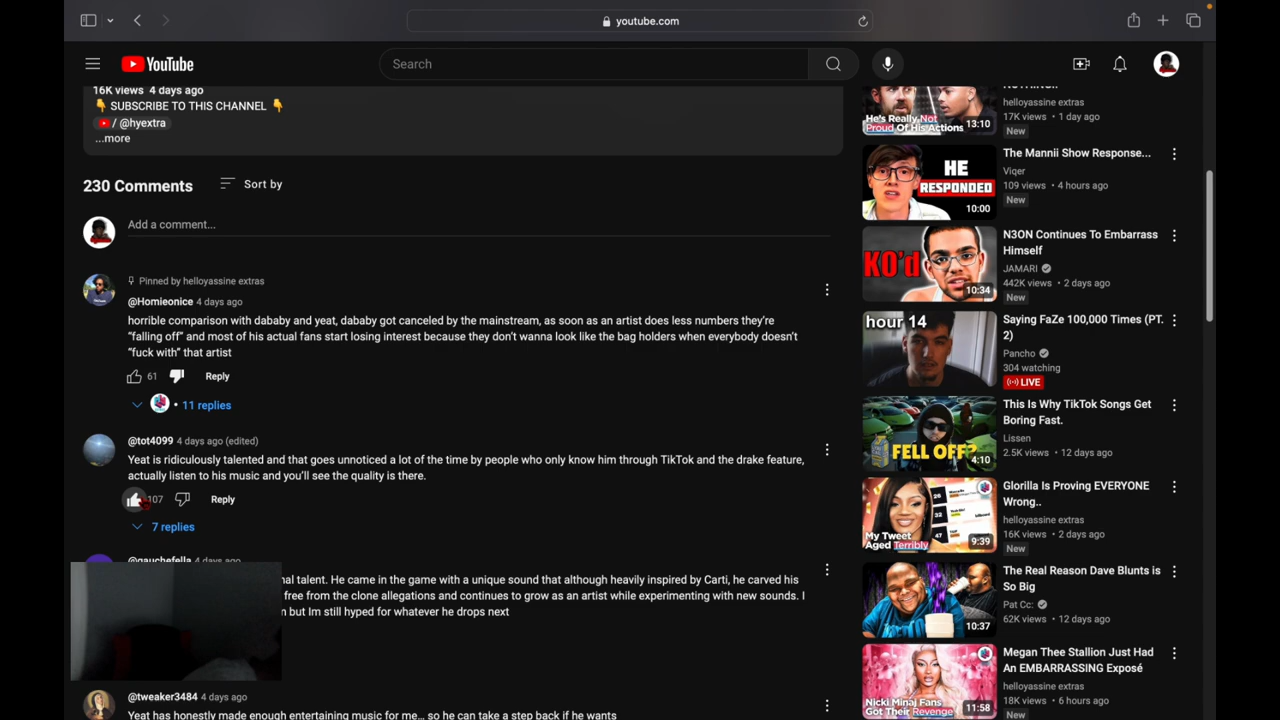 youtube.com
YouTube
Search
16K views 4 days ago
👇 SUBSCRIBE TO THIS CHANNEL 👇
/ @hyextra
...more
230 Comments
Sort by
Add a comment...
Pinned by helloyassine extras
@Homieonice 4 days ago
horrible comparison with dababy and yeat, dababy got canceled by the mainstream, as soon as an artist does less numbers they're
“falling off” and most of his actual fans start losing interest because they don't wanna look like the bag holders when everybody doesn't
“fuck with” that artist
61
Reply
11 replies
@tot4099 4 days ago (edited)
Yeat is ridiculously talented and that goes unnoticed a lot of the time by people who only know him through TikTok and the drake feature,
actually listen to his music and you'll see the quality is there.
107
Reply
7 replies
@gauchefella 4 days ago
nal talent. He came in the game with a unique sound that although heavily inspired by Carti, he carved his
free from the clone allegations and continues to grow as an artist while experimenting with new sounds. I
but Im still hyped for whatever he drops next
@tweaker3484 4 days ago
Yeat has honestly made enough entertaining music for me... so he can take a step back if he wants
He's Really Not
Proud Of His Actions
13:10
helloyassine extras
17K views • 1 day ago
New
HE
RESPONDED
10:00
The Mannii Show Response...
Viqer
109 views • 4 hours ago
New
KO'd
10:34
N3ON Continues To Embarrass
Himself
JAMARI
442K views • 2 days ago
New
hour 14
Saying FaZe 100,000 Times (PT.
2)
Pancho
304 watching
LIVE
FELL OFF?
4:10
This Is Why TikTok Songs Get
Boring Fast.
Lissen
2.5K views • 12 days ago
My Tweet
Aged Terribly
9:39
Glorilla Is Proving EVERYONE
Wrong..
helloyassine extras
16K views • 2 days ago
New
10:37
The Real Reason Dave Blunts is
So Big
Pat Cc:
62K views • 12 days ago
Nicki Minaj Fans
Got Their Revenge
11:58
Megan Thee Stallion Just Had
An EMBARRASSING Exposé
helloyassine extras
18K views • 6 hours ago
New